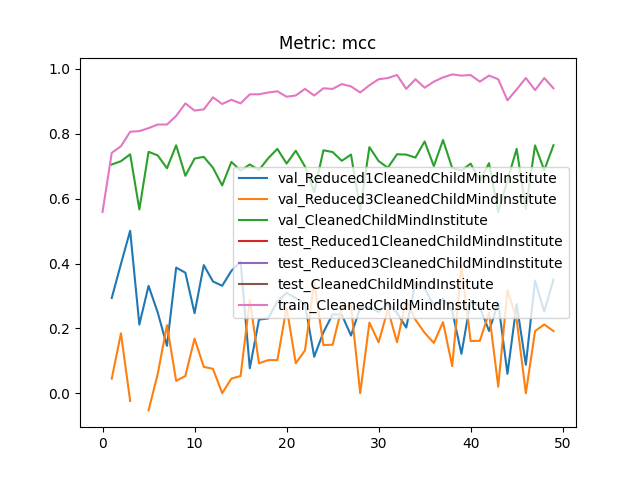 Metric: mcc
1.0
0.8
0.6
0.4
0.2
0.0
val_Reduced1CleanedChildMindInstitute
val_Reduced3CleanedChildMindInstitute
val_CleanedChildMindInstitute
test_Reduced1CleanedChildMindInstitute
test_Reduced3CleanedChildMindInstitute
test_CleanedChildMindInstitute
train_CleanedChildMindInstitute
0 10 20 30 40 50